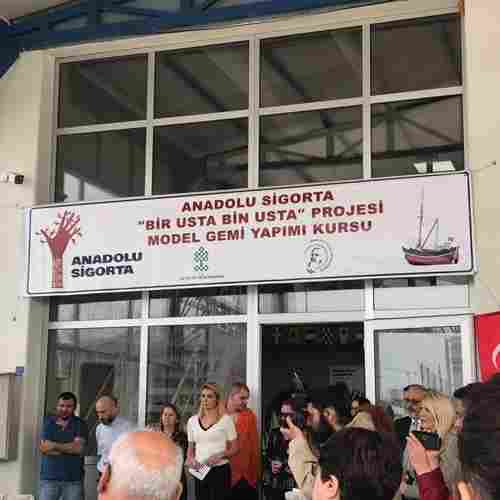 ANADOLU SİGORTA
"BİR USTA BİN USTA" PROJESİ
MODEL GEMİ YAPIMI KURSU
ANADOLU
SİGORTA